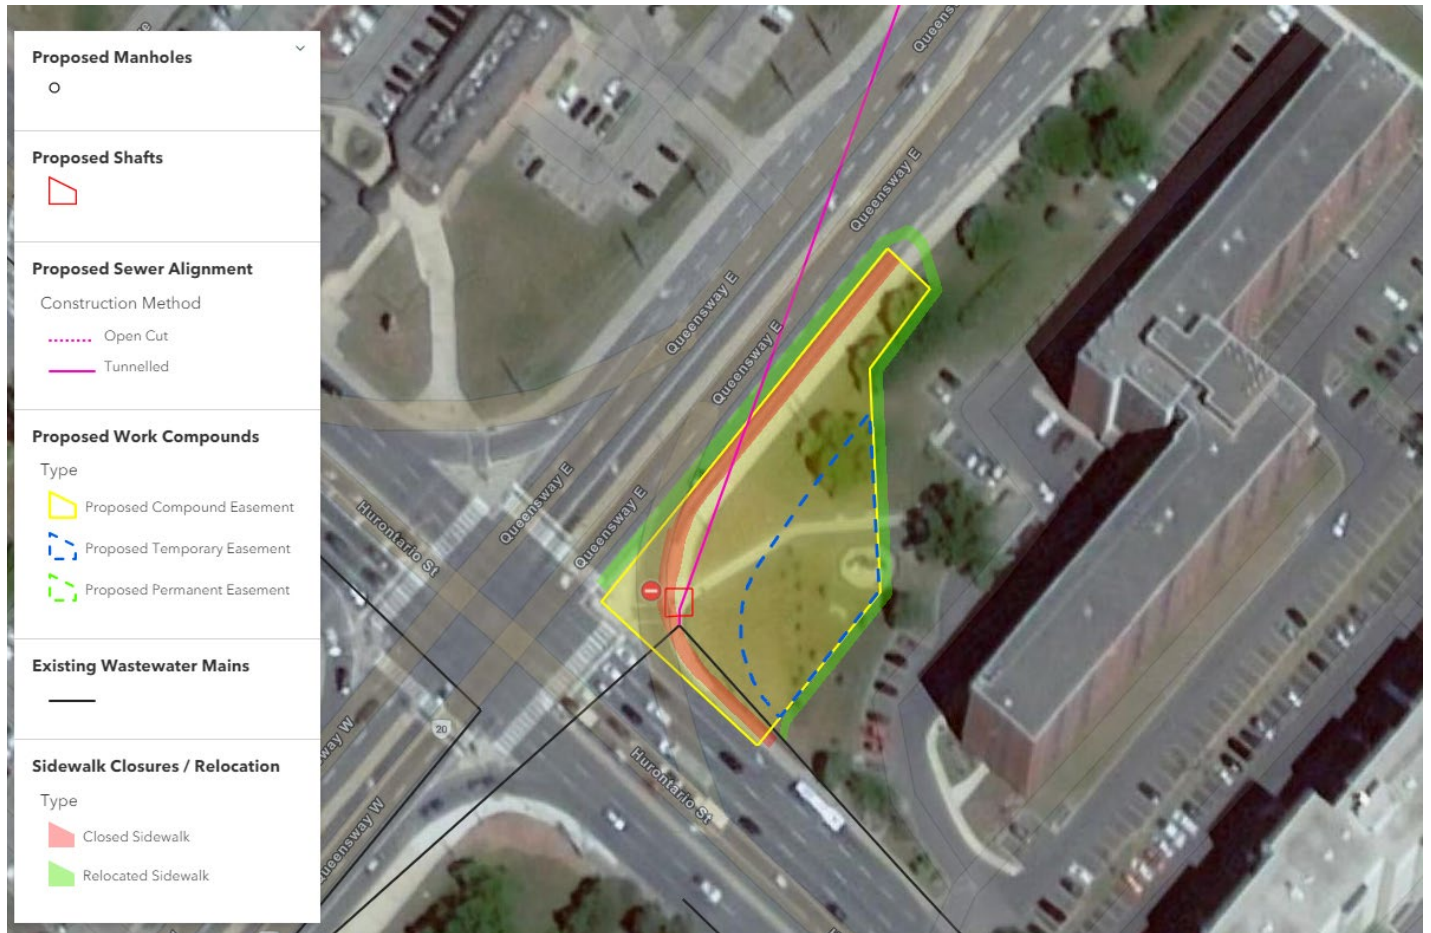 Proposed Manholes
Proposed Shafts
Proposed Sewer Alignment
Construction Method
Open Cut
Tunnelled
Proposed Work Compounds
Type
Proposed Compound Easement
Proposed Temporary Easement
Proposed Permanent Easement
Existing Wastewater Mains
Sidewalk Closures / Relocation
Type
Closed Sidewalk
Relocated Sidewalk
Queensway E
Queensway E
Queensway E
Queensway E
Queensway E
Hurontario St
20
Hurontario St